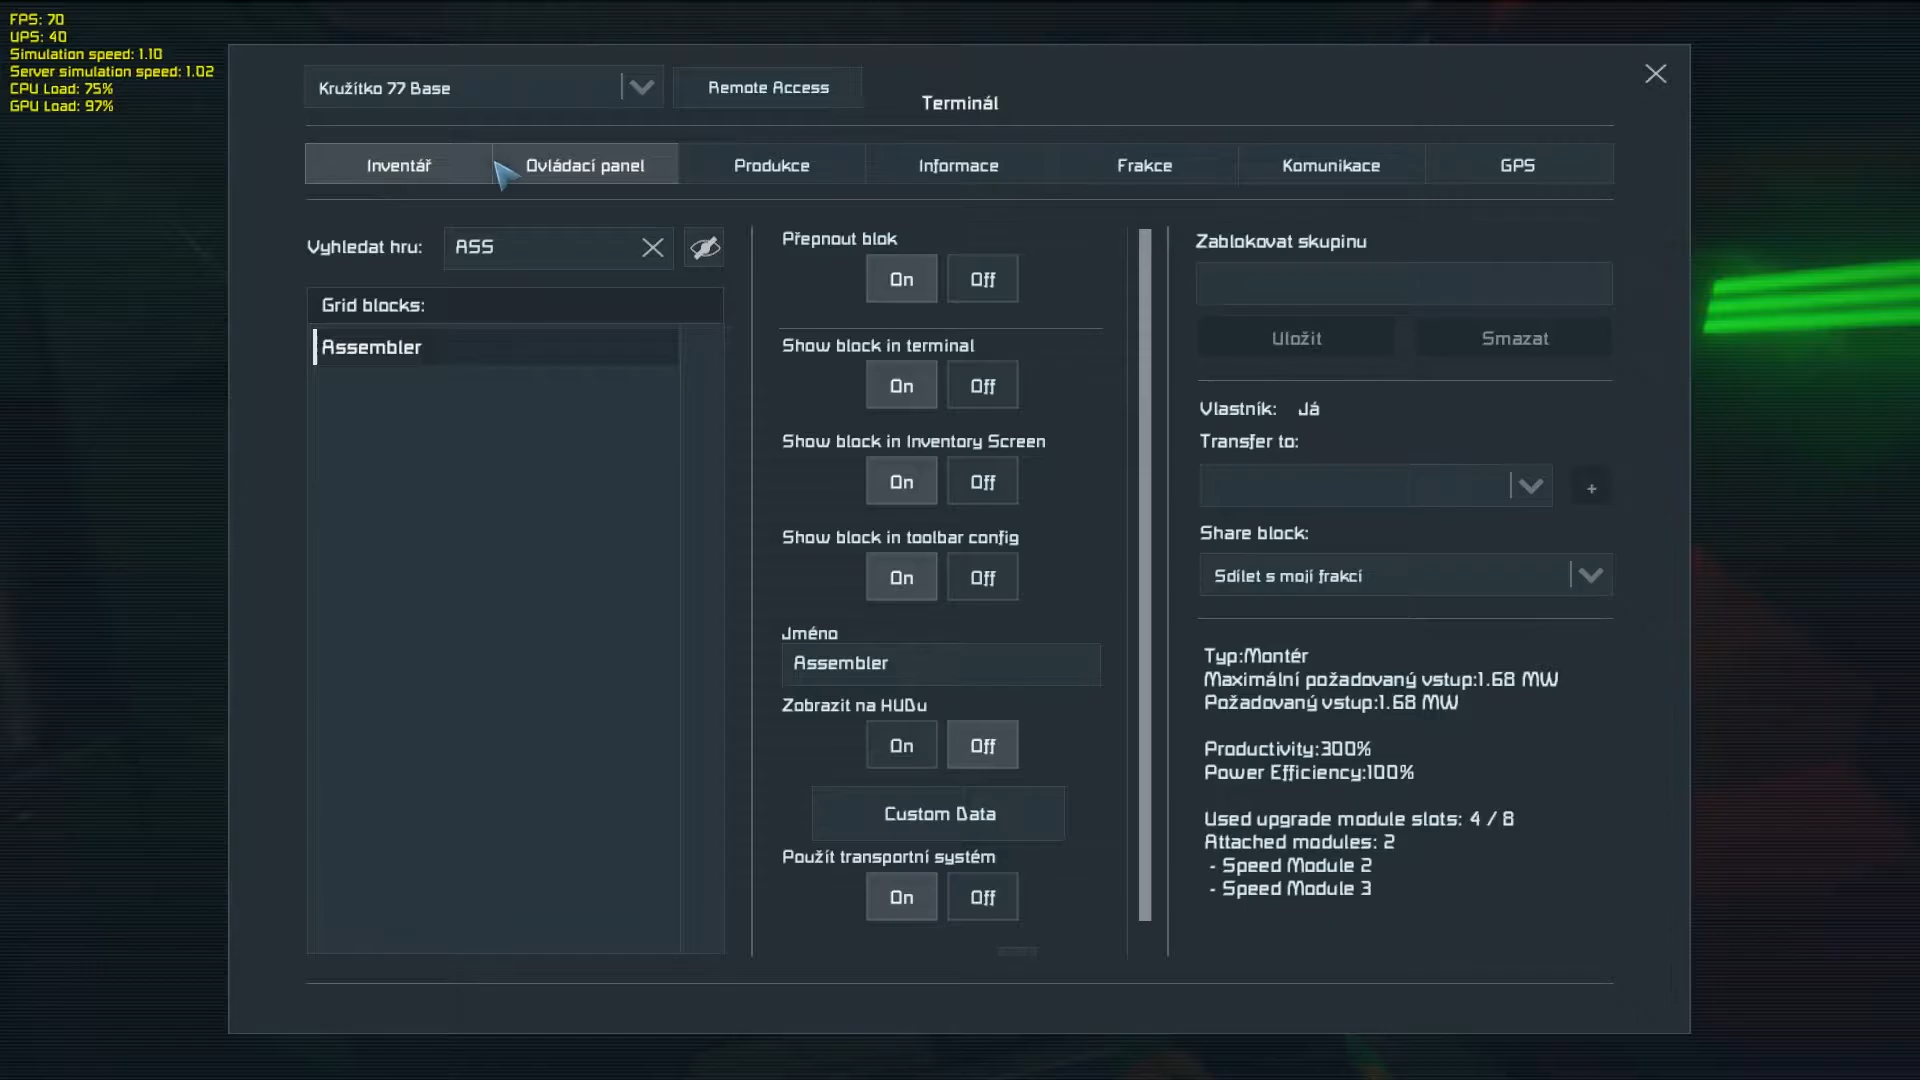 FPS: 70
UPS: 40
Simulation speed: 1.10
Server simulation speed: 1.02
CPU Load: 75%
GPU Load: 97%
Kružítko 77 Base
Remote Access
Terminál
Inventář
Ovládací panel
Produkce
Informace
Frakce
Komunikace
GPS
Vyhledat hru:
ASS
Grid blocks:
Assembler
Přepnout blok
On
Off
Show block in terminal
On
Off
Show block in Inventory Screen
On
Off
Show block in toolbar config
On
Off
Jméno
Assembler
Zobrazit na HUDu
On
Off
Custom Data
Použít transportní systém
On
Off
Zablokovat skupinu
Uložit
Smazat
Vlastník: Já
Transfer to:
+
Share block:
Sdílet s mojí frakcí
Typ:Montér
Maximální požadovaný vstup:1.68 MW
Požadovaný vstup:1.68 MW
Productivity:300%
Power Efficiency:100%
Used upgrade module slots: 4 / 8
Attached modules: 2
- Speed Module 2
- Speed Module 3